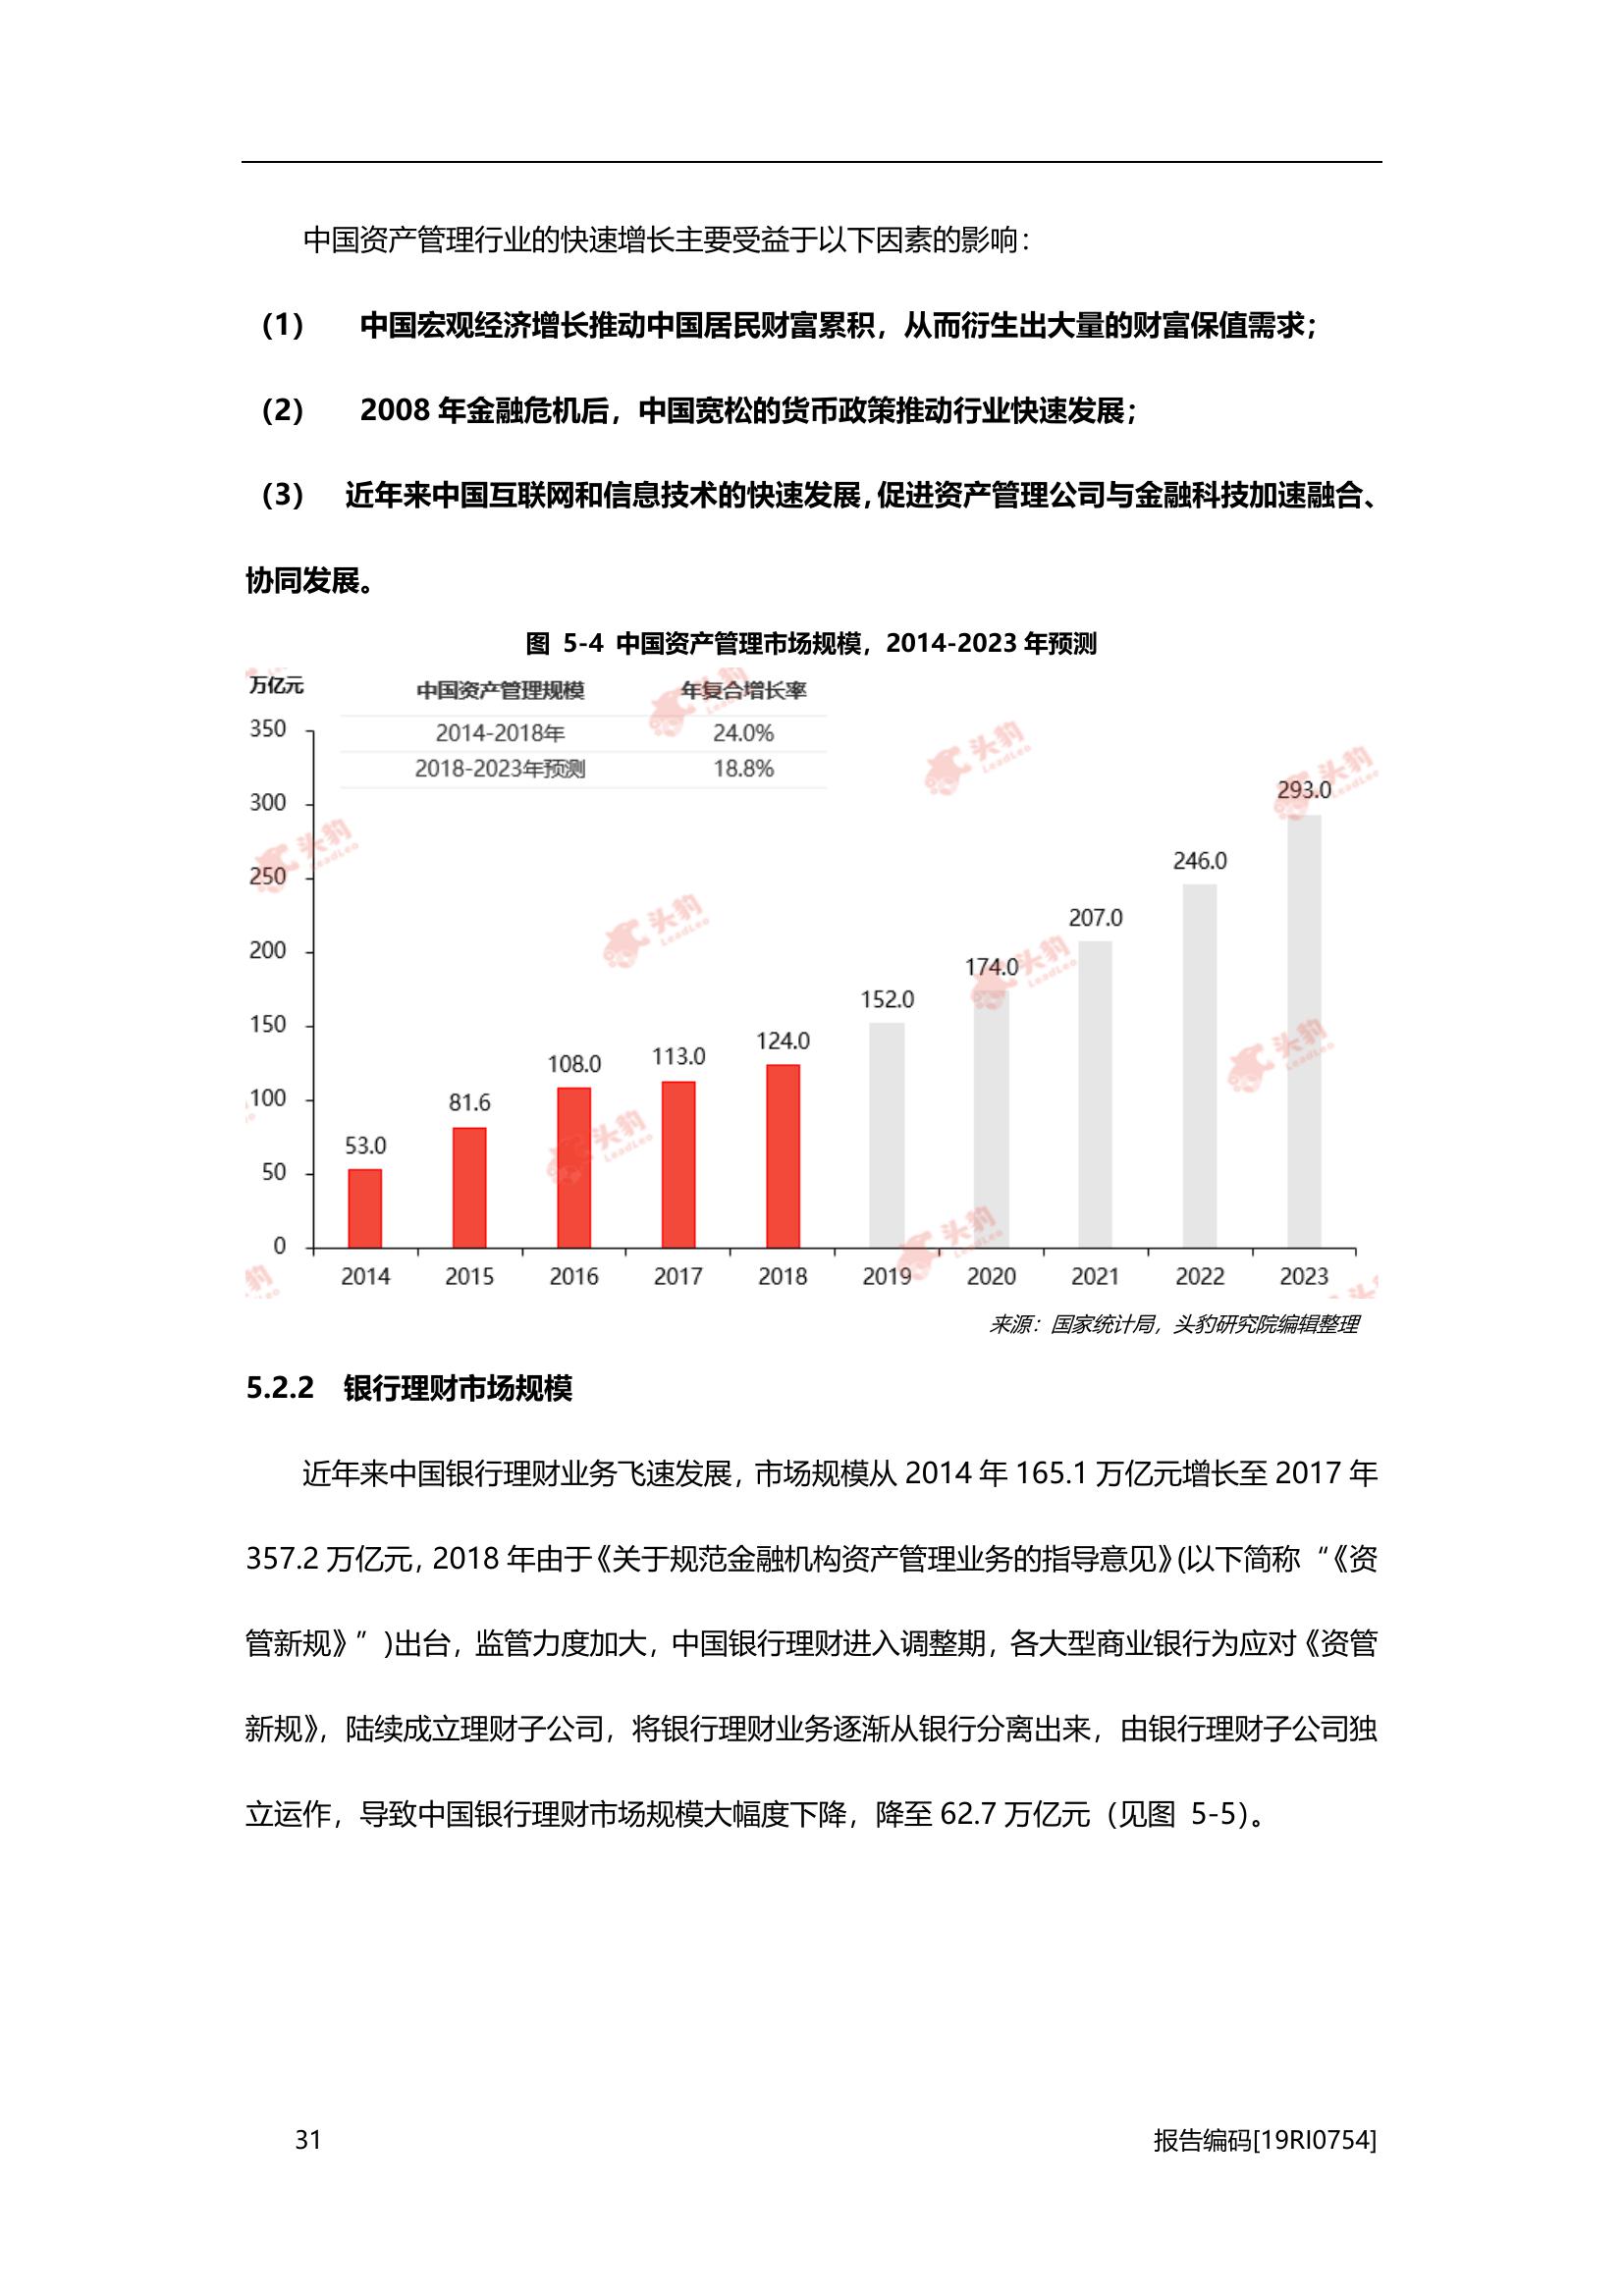 中国资产管理行业的快速增长主要受益于以下因素的影响：
（1） 中国宏观经济增长推动中国居民财富累积，从而衍生出大量的财富保值需求；
（2） 2008 年金融危机后，中国宽松的货币政策推动行业快速发展；
（3） 近年来中国互联网和信息技术的快速发展，促进资产管理公司与金融科技加速融合、
协同发展。
图 5-4 中国资产管理市场规模，2014-2023 年预测
万亿元
中国资产管理规模 年复合增长率
2014-2018年 24.0%
2018-2023年预测 18.8%
350
300
250
200
150
100
50
0
53.0
81.6
108.0
113.0
124.0
152.0
174.0
207.0
246.0
293.0
2014 2015 2016 2017 2018 2019 2020 2021 2022 2023
头豹 LeadLeo
来源：国家统计局，头豹研究院编辑整理
5.2.2 银行理财市场规模
近年来中国银行理财业务飞速发展，市场规模从 2014 年 165.1 万亿元增长至 2017 年
357.2 万亿元，2018 年由于《关于规范金融机构资产管理业务的指导意见》(以下简称“《资
管新规》”)出台，监管力度加大，中国银行理财进入调整期，各大型商业银行为应对《资管
新规》，陆续成立理财子公司，将银行理财业务逐渐从银行分离出来，由银行理财子公司独
立运作，导致中国银行理财市场规模大幅度下降，降至 62.7 万亿元（见图 5-5）。
31 报告编码[19RI0754]